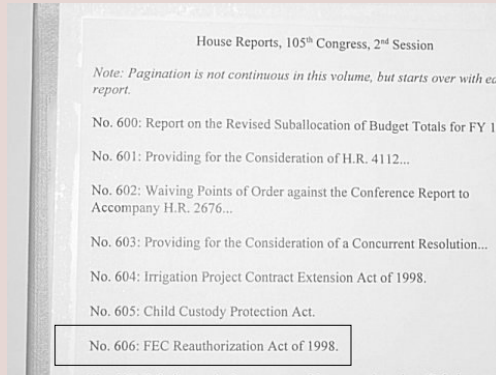 House Reports, 105th Congress, 2nd Session
Note: Pagination is not continuous in this volume, but starts over with
report.
No. 600: Report on the Revised Suballocation of Budget Totals for FY
No. 601: Providing for the Consideration of H.R. 4112...
No. 602: Waiving Points of Order against the Conference Report to
Accompany H.R. 2676...
No. 603: Providing for the Consideration of a Concurrent Resolution...
No. 604: Irrigation Project Contract Extension Act of 1998.
No. 605: Child Custody Protection Act.
No. 606: FEC Reauthorization Act of 1998.